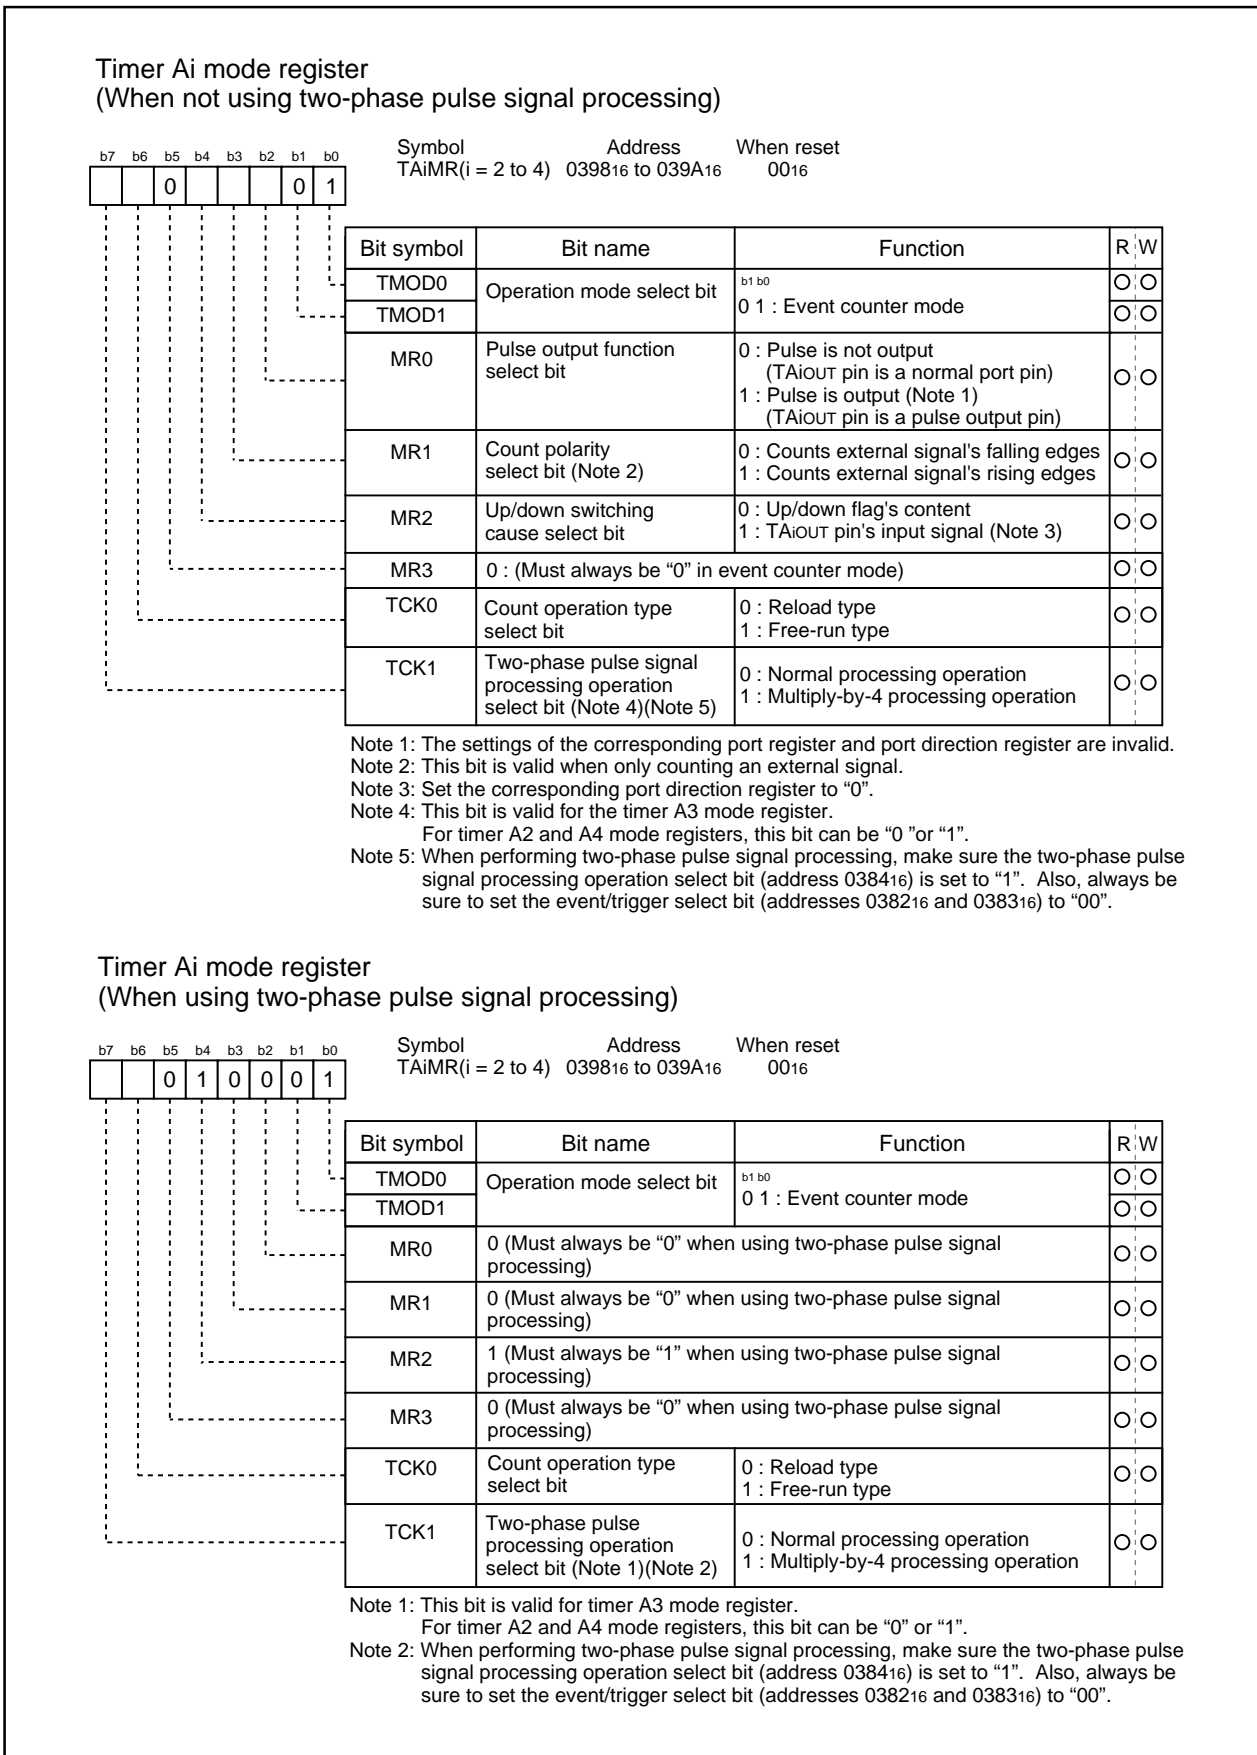 Timer Ai mode register
(When not using two-phase pulse signal processing)
Symbol Address When reset
TAiMR(i = 2 to 4) 039816 to 039A16 0016
b7 b6 b5 b4 b3 b2 b1 b0
0 0 1
Bit symbol Bit name Function R W
TMOD0 Operation mode select bit b1 b0
TMOD1 0 1 : Event counter mode
MR0 Pulse output function 0 : Pulse is not output
select bit (TAiOUT pin is a normal port pin)
1 : Pulse is output (Note 1)
(TAiOUT pin is a pulse output pin)
MR1 Count polarity 0 : Counts external signal's falling edges
select bit (Note 2) 1 : Counts external signal's rising edges
MR2 Up/down switching 0 : Up/down flag's content
cause select bit 1 : TAiOUT pin's input signal (Note 3)
MR3 0 : (Must always be “0” in event counter mode)
TCK0 Count operation type 0 : Reload type
select bit 1 : Free-run type
TCK1 Two-phase pulse signal 0 : Normal processing operation
processing operation 1 : Multiply-by-4 processing operation
select bit (Note 4)(Note 5)
Note 1: The settings of the corresponding port register and port direction register are invalid.
Note 2: This bit is valid when only counting an external signal.
Note 3: Set the corresponding port direction register to “0”.
Note 4: This bit is valid for the timer A3 mode register.
For timer A2 and A4 mode registers, this bit can be “0 ”or “1”.
Note 5: When performing two-phase pulse signal processing, make sure the two-phase pulse
signal processing operation select bit (address 038416) is set to “1”. Also, always be
sure to set the event/trigger select bit (addresses 038216 and 038316) to “00”.
Timer Ai mode register
(When using two-phase pulse signal processing)
Symbol Address When reset
TAiMR(i = 2 to 4) 039816 to 039A16 0016
b7 b6 b5 b4 b3 b2 b1 b0
0 1 0 0 0 1
Bit symbol Bit name Function R W
TMOD0 Operation mode select bit b1 b0
TMOD1 0 1 : Event counter mode
MR0 0 (Must always be “0” when using two-phase pulse signal
processing)
MR1 0 (Must always be “0” when using two-phase pulse signal
processing)
MR2 1 (Must always be “1” when using two-phase pulse signal
processing)
MR3 0 (Must always be “0” when using two-phase pulse signal
processing)
TCK0 Count operation type 0 : Reload type
select bit 1 : Free-run type
TCK1 Two-phase pulse 0 : Normal processing operation
processing operation 1 : Multiply-by-4 processing operation
select bit (Note 1)(Note 2)
Note 1: This bit is valid for timer A3 mode register.
For timer A2 and A4 mode registers, this bit can be “0” or “1”.
Note 2: When performing two-phase pulse signal processing, make sure the two-phase pulse
signal processing operation select bit (address 038416) is set to “1”. Also, always be
sure to set the event/trigger select bit (addresses 038216 and 038316) to “00”.